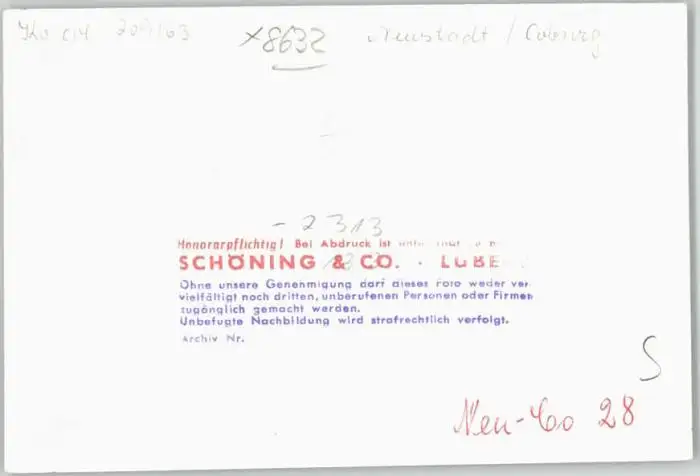 x8632 Neustadt / Coburg
- 2313
Honorarpflichtig! Bei Abdruck ist
SCHÖNING & CO. · LÜBE
Ohne unsere Genehmigung darf dieses Foto weder ver
vielfältigt noch dritten, unberufenen Personen oder Firmen
zugänglich gemacht werden.
Unbefugte Nachbildung wird strafrechtlich verfolgt.
Archiv Nr.
S
Neu-Co 28